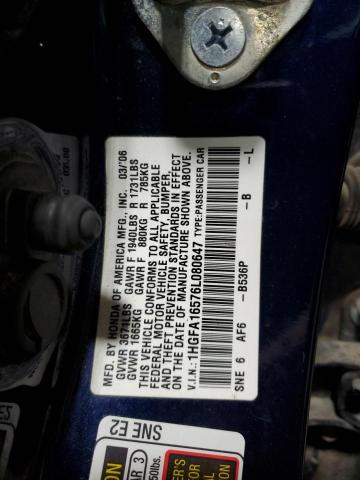 MFD. BY HONDA OF AMERICA MFG., INC. 03/06
GVWR 3671LBS GAWR F 1940LBS R 1731LBS
GVWR 1665KG GAWR F 880KG R 785KG
THIS VEHICLE CONFORMS TO ALL APPLICABLE
FEDERAL MOTOR VEHICLE SAFETY, BUMPER,
AND THEFT PREVENTION STANDARDS IN EFFECT
ON THE DATE OF MANUFACTURE SHOWN ABOVE.
V.I.N.: 1HGFA16576L080647 TYPE:PASSENGER CAR
SNE 6 AF6 -B536P -B -L
SNE E2